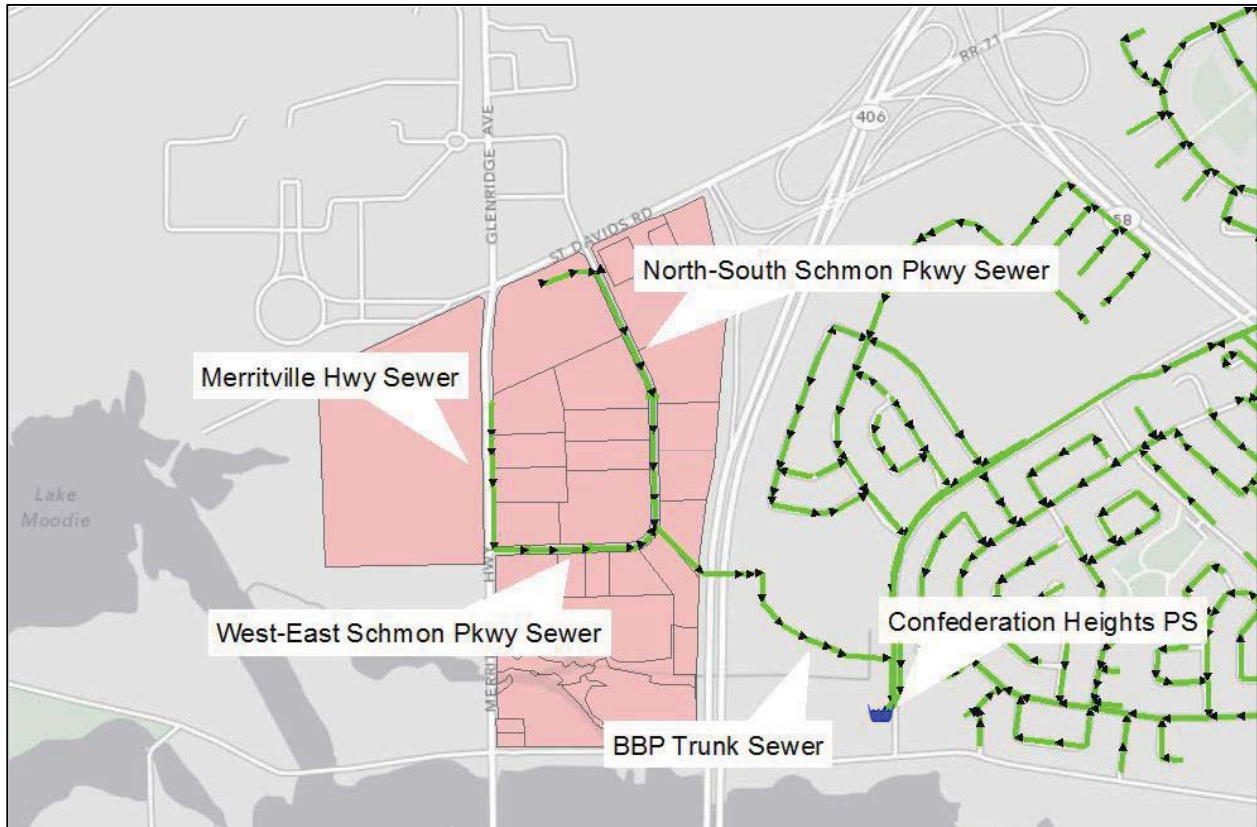 RR 71
406
GLENRIDGE AVE
58
ST. DAVIDS RD
North-South Schmon Pkwy Sewer
Merritville Hwy Sewer
Lake
Moodie
HWY
West-East Schmon Pkwy Sewer
Confederation Heights PS
BBP Trunk Sewer